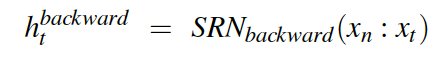 h_t^{backward} = SRN_{backward}(x_n : x_t)